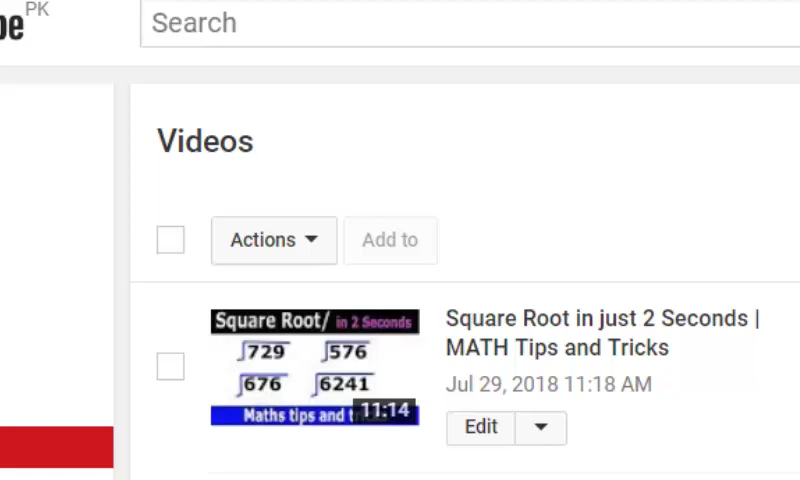 be PK
Search
Videos
Actions Add to
Square Root/ in 2 Seconds
729 576
676 6241
Maths tips and t
11:14
Square Root in just 2 Seconds |
MATH Tips and Tricks
Jul 29, 2018 11:18 AM
Edit